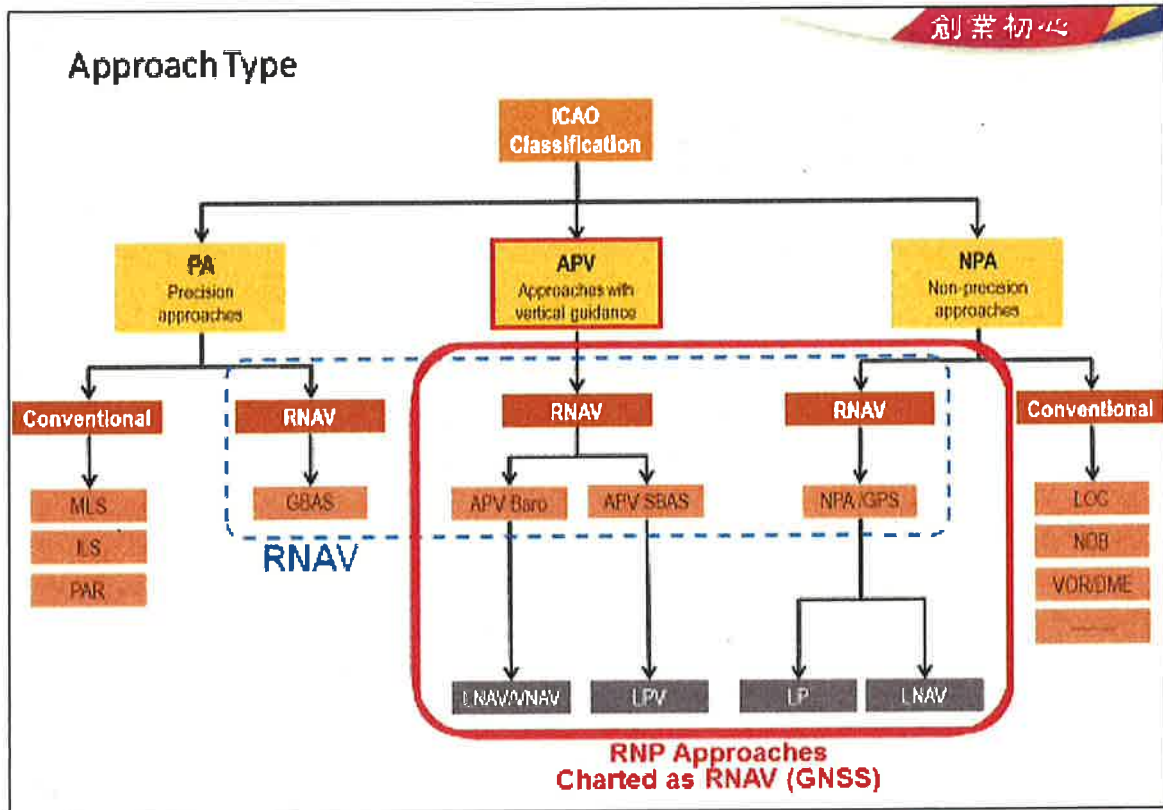 創業初心
Approach Type
ICAO
Classification
PA
Precision
approaches
APV
Approaches with
vertical guidance
NPA
Non-precision
approaches
Conventional
RNAV
RNAV
RNAV
Conventional
MLS
ILS
PAR
GBAS
APV Baro
APV SBAS
NPA /GPS
LOC
NDB
VOR/DME
RNAV
LNAV/VNAV
LPV
LP
LNAV
RNP Approaches
Charted as RNAV (GNSS)